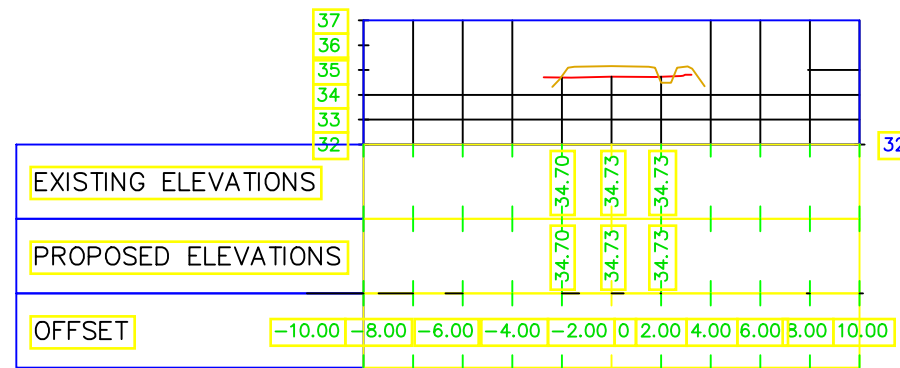 37
36
35
34
33
32
32
EXISTING ELEVATIONS 34.70 34.73 34.73
PROPOSED ELEVATIONS 34.70 34.73 34.73
OFFSET -10.00 -8.00 -6.00 -4.00 -2.00 0 2.00 4.00 6.00 8.00 10.00